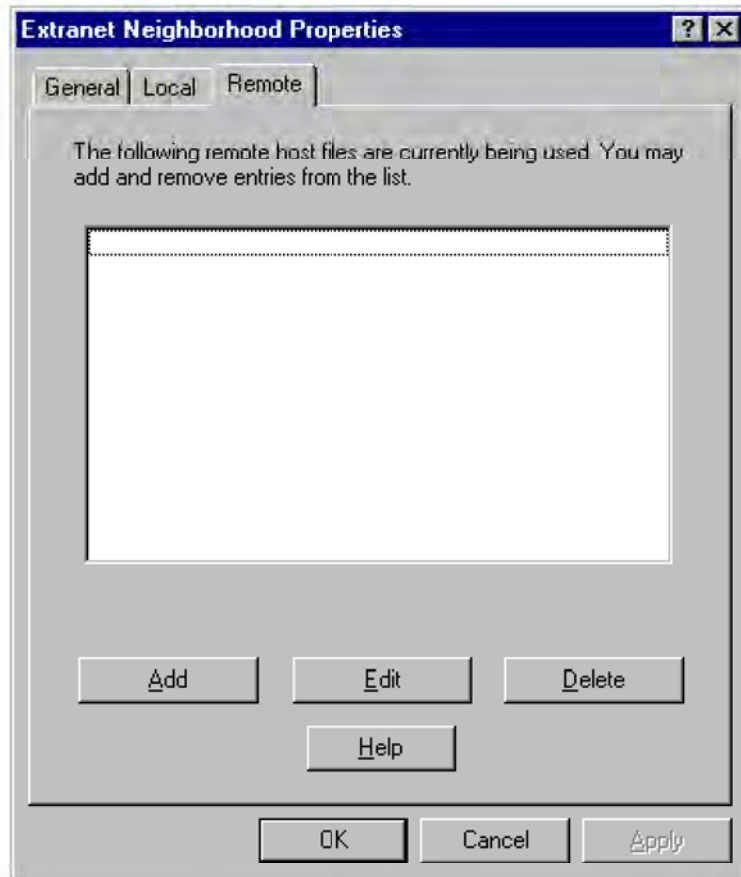 Extranet Neighborhood Properties
General Local Remote
The following remote host files are currently being used. You may
add and remove entries from the list.
Add Edit Delete
Help
OK Cancel Apply